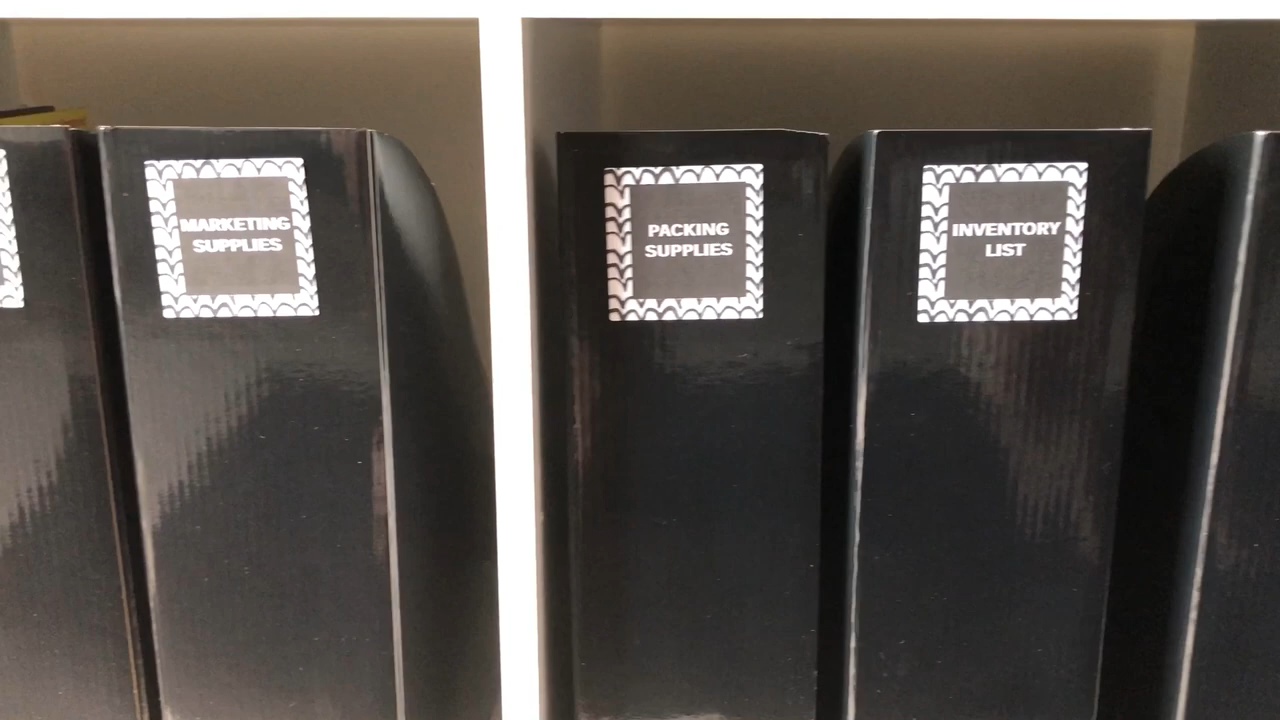 MARKETING
SUPPLIES
PACKING
SUPPLIES
INVENTORY
LIST